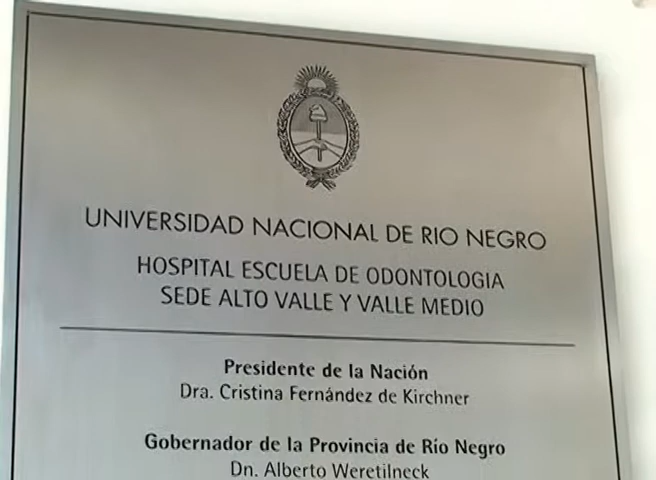 UNIVERSIDAD NACIONAL DE RIO NEGRO
HOSPITAL ESCUELA DE ODONTOLOGIA
SEDE ALTO VALLE Y VALLE MEDIO
Presidente de la Nación
Dra. Cristina Fernández de Kirchner
Gobernador de la Provincia de Río Negro
Dn. Alberto Weretilneck